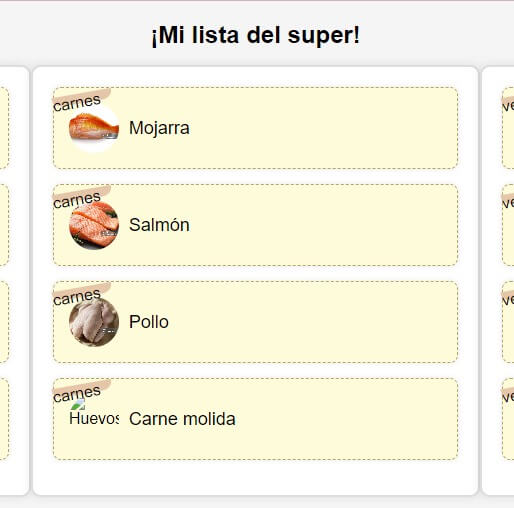 ¡Mi lista del super!
carnes
Mojarra
carnes
Salmón
carnes
Pollo
carnes
Huevos
Carne molida
ve
ve
ve
ve